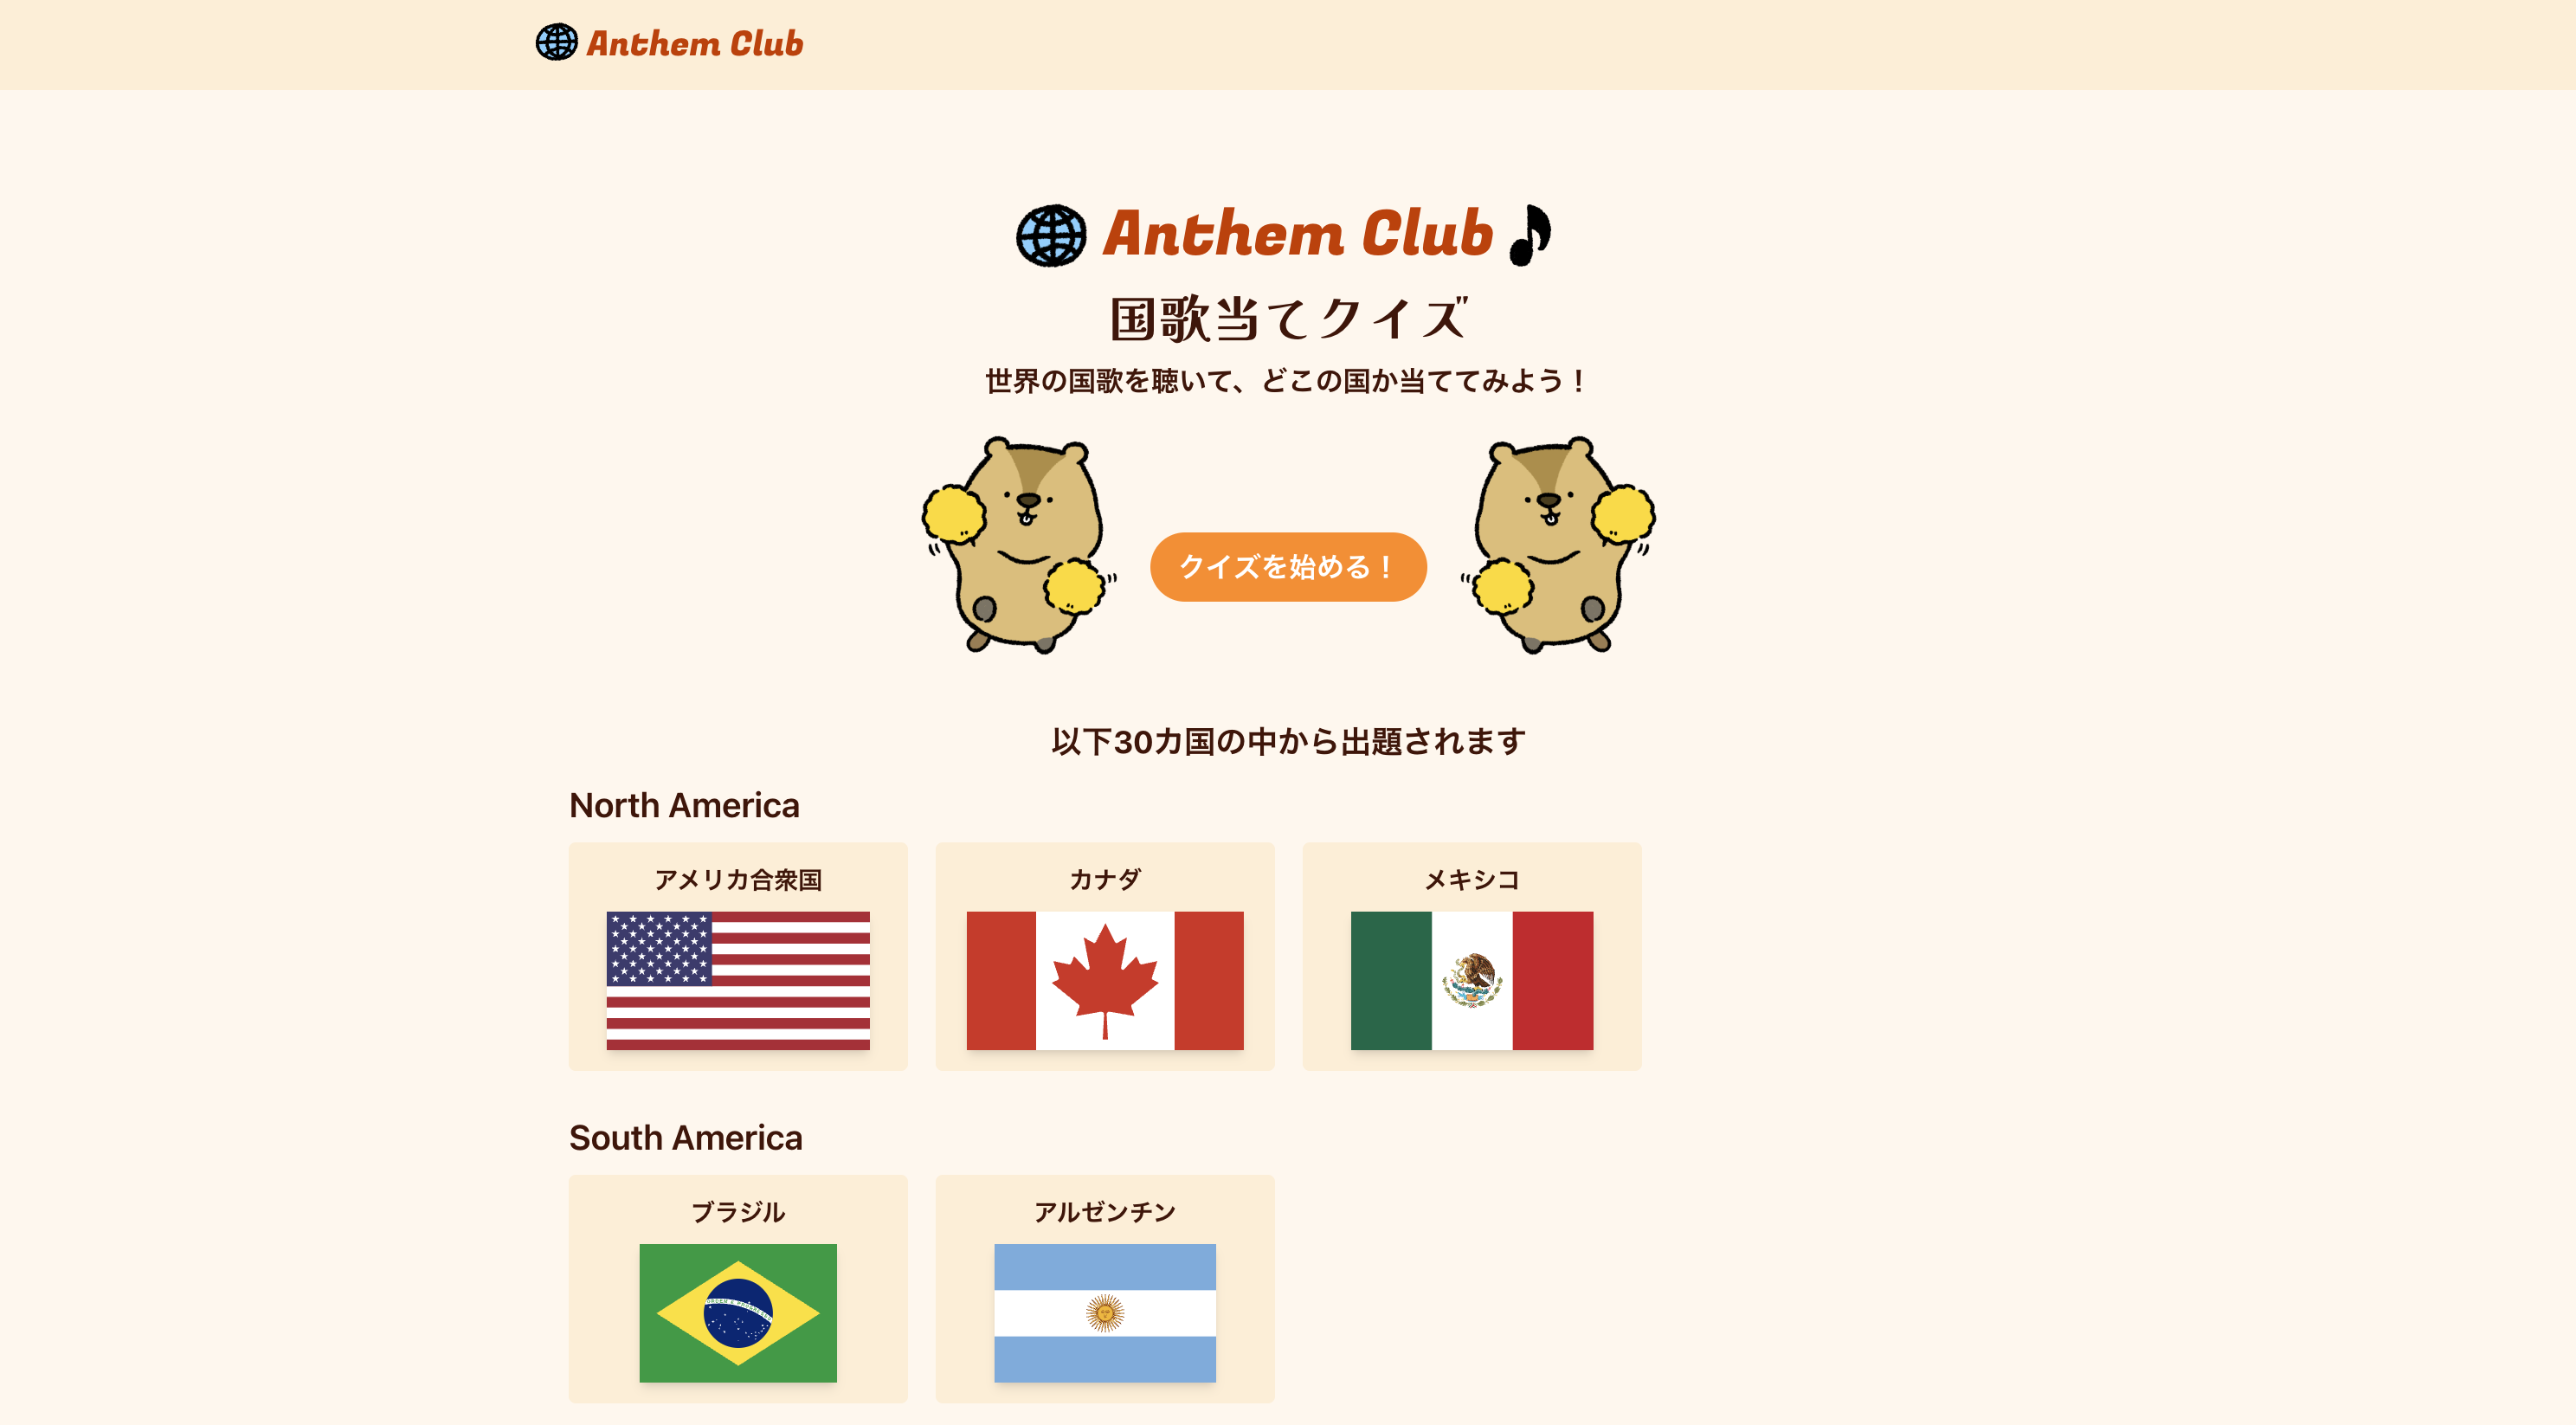 Anthem Club
Anthem Club
国歌当てクイズ
世界の国歌を聴いて、どこの国か当ててみよう！
クイズを始める！
以下30カ国の中から出題されます
North America
アメリカ合衆国
カナダ
メキシコ
South America
ブラジル
アルゼンチン